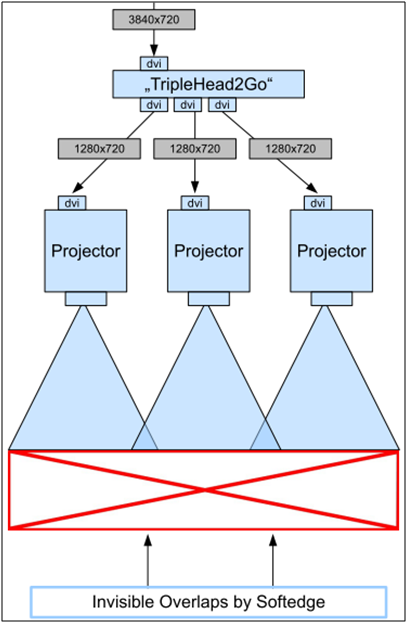 3840x720
dvi
„TripleHead2Go“
dvi dvi dvi
1280x720 1280x720 1280x720
dvi dvi dvi
Projector Projector Projector
Invisible Overlaps by Softedge